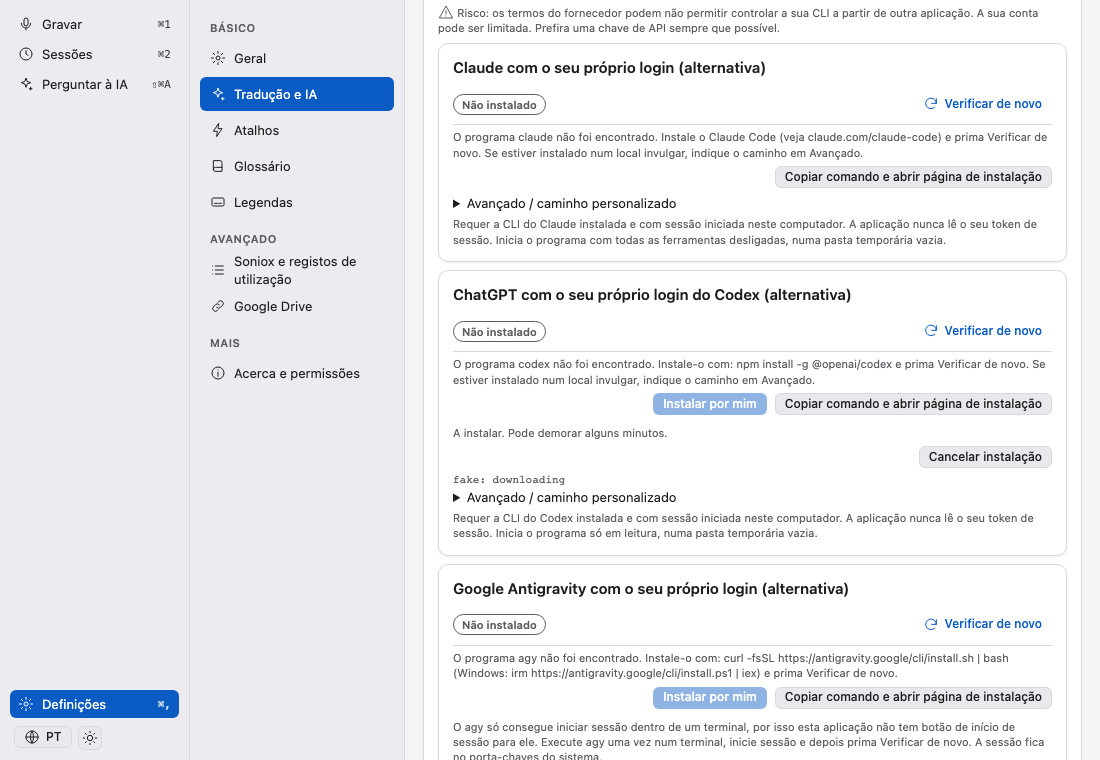 Gravar ⌘1
Sessões ⌘2
Perguntar à IA ⇧⌘A
Definições ⌘,
PT
BÁSICO
Geral
Tradução e IA
Atalhos
Glossário
Legendas
AVANÇADO
Soniox e registos de
utilização
Google Drive
MAIS
Acerca e permissões
⚠ Risco: os termos do fornecedor podem não permitir controlar a sua CLI a partir de outra aplicação. A sua conta
pode ser limitada. Prefira uma chave de API sempre que possível.
Claude com o seu próprio login (alternativa)
Não instalado
Verificar de novo
O programa claude não foi encontrado. Instale o Claude Code (veja claude.com/claude-code) e prima Verificar de
novo. Se estiver instalado num local invulgar, indique o caminho em Avançado.
Copiar comando e abrir página de instalação
▶ Avançado / caminho personalizado
Requer a CLI do Claude instalada e com sessão iniciada neste computador. A aplicação nunca lê o seu token de
sessão. Inicia o programa com todas as ferramentas desligadas, numa pasta temporária vazia.
ChatGPT com o seu próprio login do Codex (alternativa)
Não instalado
Verificar de novo
O programa codex não foi encontrado. Instale-o com: npm install -g @openai/codex e prima Verificar de novo. Se
estiver instalado num local invulgar, indique o caminho em Avançado.
Instalar por mim
Copiar comando e abrir página de instalação
A instalar. Pode demorar alguns minutos.
Cancelar instalação
fake: downloading
▶ Avançado / caminho personalizado
Requer a CLI do Codex instalada e com sessão iniciada neste computador. A aplicação nunca lê o seu token de
sessão. Inicia o programa só em leitura, numa pasta temporária vazia.
Google Antigravity com o seu próprio login (alternativa)
Não instalado
Verificar de novo
O programa agy não foi encontrado. Instale-o com: curl -fsSL https://antigravity.google/cli/install.sh | bash
(Windows: irm https://antigravity.google/cli/install.ps1 | iex) e prima Verificar de novo.
Instalar por mim
Copiar comando e abrir página de instalação
O agy só consegue iniciar sessão dentro de um terminal, por isso esta aplicação não tem botão de início de
sessão para ele. Execute agy uma vez num terminal, inicie sessão e depois prima Verificar de novo. A sessão fica
no porta-chaves do sistema.